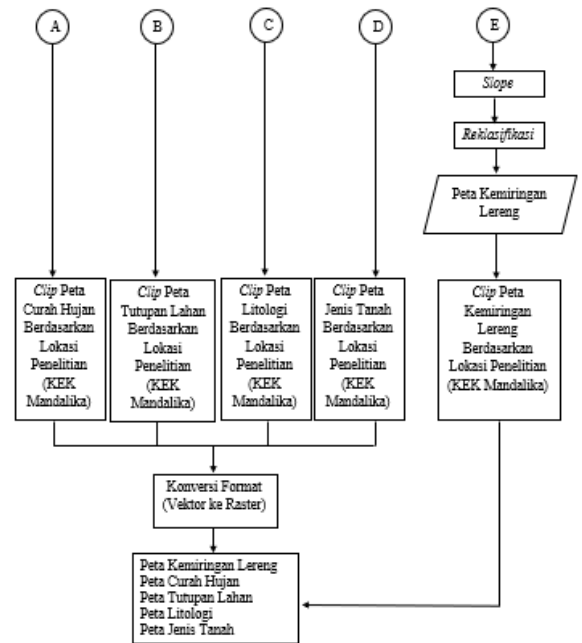 A
B
C
D
E
Slope
Reklasifikasi
Peta Kemiringan
Lereng
Clip Peta
Curah Hujan
Berdasarkan
Lokasi
Penelitian
(KEK
Mandalika)
Clip Peta
Tutupan Lahan
Berdasarkan
Lokasi
Penelitian
(KEK
Mandalika)
Clip Peta
Litologi
Berdasarkan
Lokasi
Penelitian
(KEK
Mandalika)
Clip Peta
Jenis Tanah
Berdasarkan
Lokasi
Penelitian
(KEK
Mandalika)
Clip Peta
Kemiringan
Lereng
Berdasarkan
Lokasi Penelitian
(KEK Mandalika)
Konversi Format
(Vektor ke Raster)
Peta Kemiringan Lereng
Peta Curah Hujan
Peta Tutupan Lahan
Peta Litologi
Peta Jenis Tanah